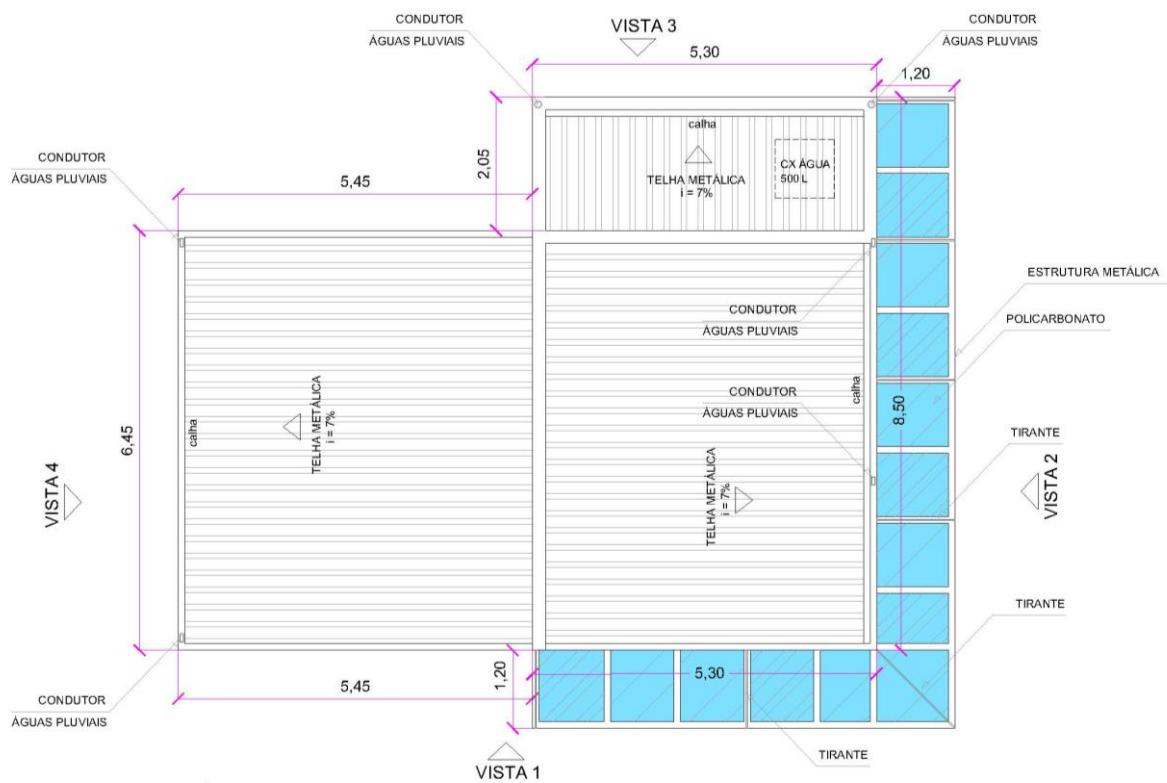 CONDUTOR
ÁGUAS PLUVIAIS
VISTA 3
CONDUTOR
ÁGUAS PLUVIAIS
5,30
1,20
CONDUTOR
ÁGUAS PLUVIAIS
5,45
2,05
calha
TELHA METÁLICA
i = 7%
CX ÁGUA
500 L
ESTRUTURA METÁLICA
POLICARBONATO
CONDUTOR
ÁGUAS PLUVIAIS
CONDUTOR
ÁGUAS PLUVIAIS
calha
8,50
6,45
calha
TELHA METÁLICA
i = 7%
TELHA METÁLICA
i = 7%
TIRANTE
VISTA 4
VISTA 2
TIRANTE
CONDUTOR
ÁGUAS PLUVIAIS
5,45
1,20
5,30
TIRANTE
VISTA 1